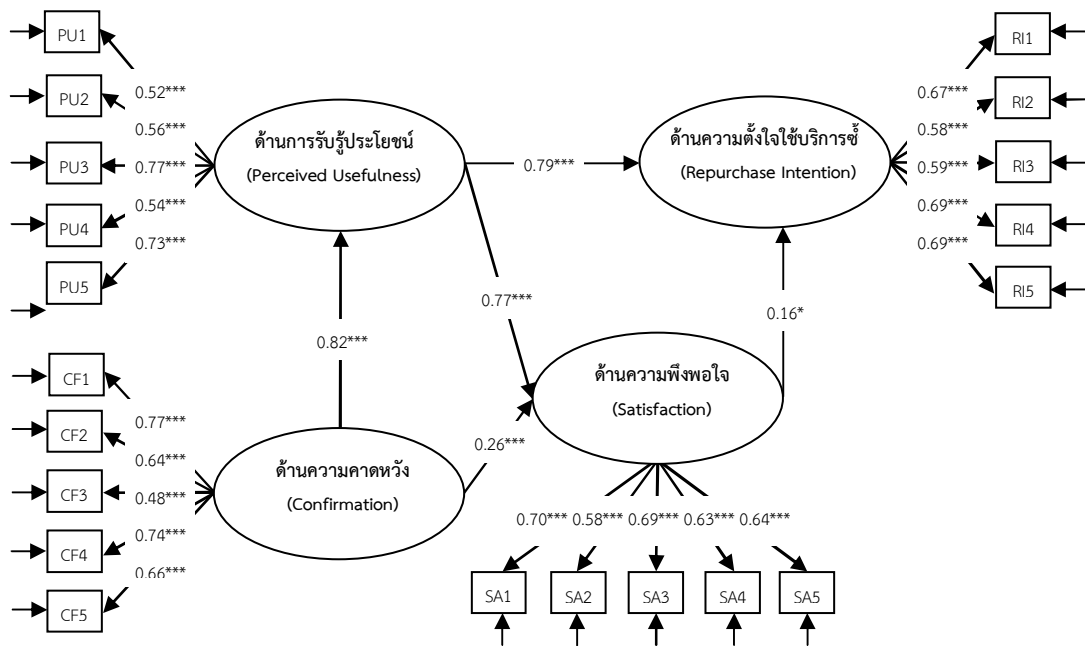 PU1
0.52***
PU2
0.56***
PU3
0.77***
PU4
0.54***
0.73***
PU5
ด้านการรับรู้ประโยชน์
(Perceived Usefulness)
0.79***
ด้านความตั้งใจใช้บริการซ้ำ
(Repurchase Intention)
RI1
0.67***
RI2
0.58***
0.59***
RI3
0.69***
RI4
0.69***
RI5
0.77***
0.16*
0.82***
ด้านความพึงพอใจ
(Satisfaction)
0.26***
CF1
0.77***
CF2
0.64***
CF3
0.48***
0.74***
CF4
0.66***
CF5
ด้านความคาดหวัง
(Confirmation)
0.70*** 0.58*** 0.69*** 0.63*** 0.64***
SA1 SA2 SA3 SA4 SA5